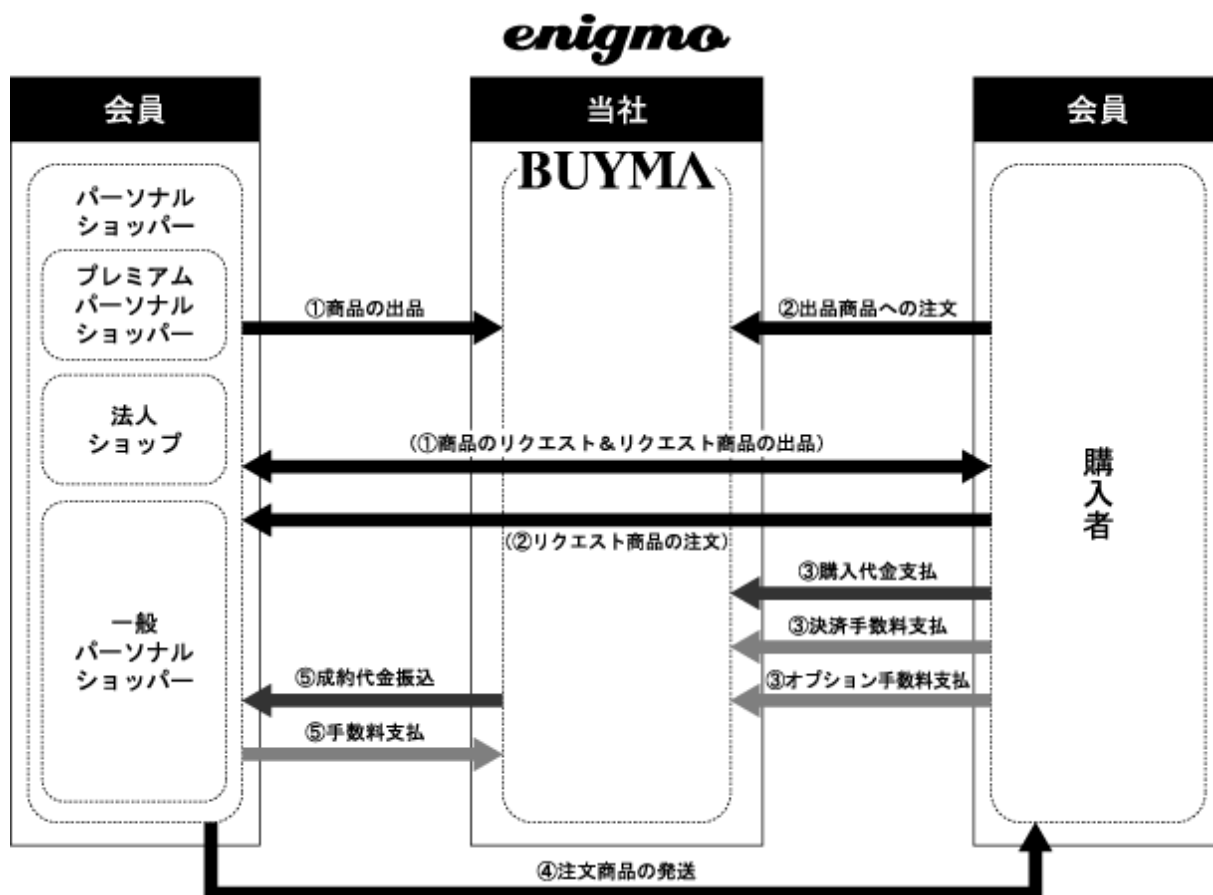 enigmo
会員
当社
会員
BUYMA
パーソナル
ショッパー
プレミアム
パーソナル
ショッパー
①商品の出品
②出品商品への注文
法人
ショップ
(①商品のリクエスト&リクエスト商品の出品)
購入者
(②リクエスト商品の注文)
③購入代金支払
一般
パーソナル
ショッパー
③決済手数料支払
⑤成約代金振込
③オプション手数料支払
⑤手数料支払
④注文商品の発送